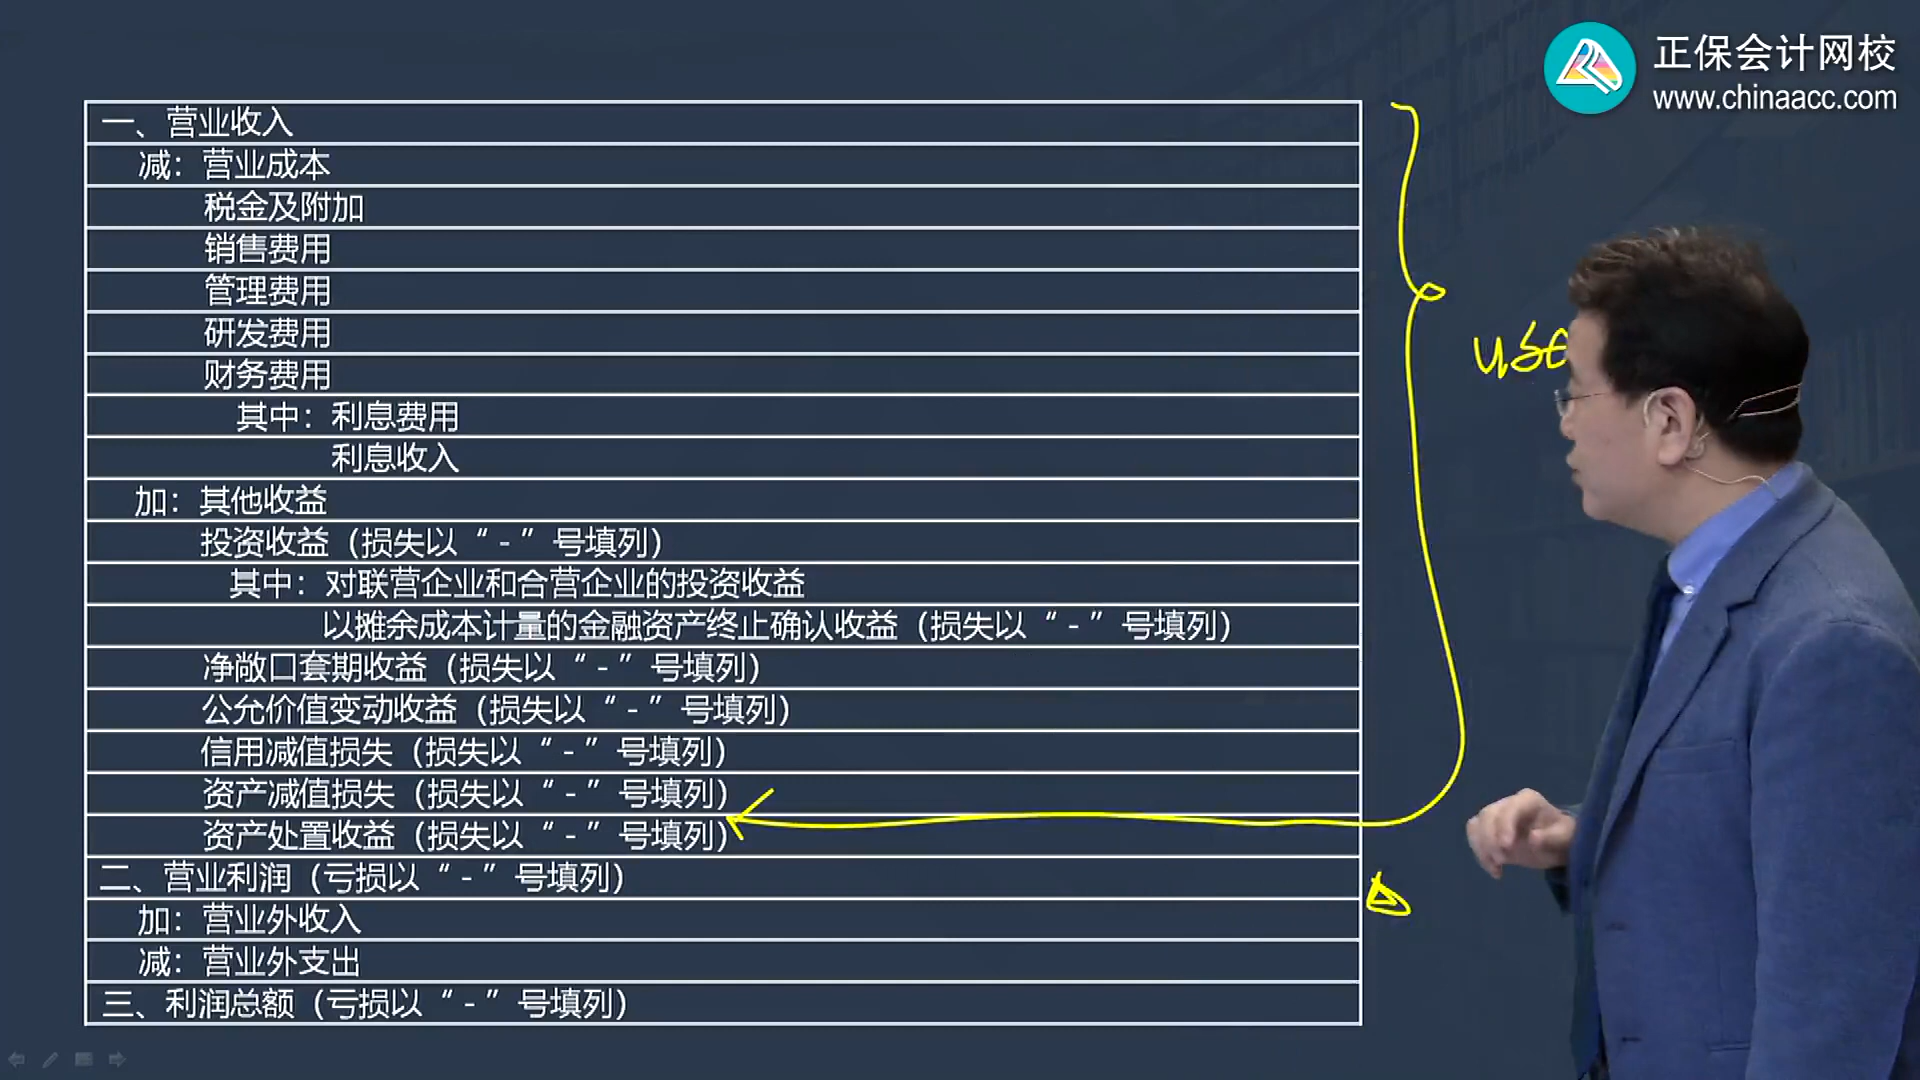 正保会计网校
www.chinaacc.com
一、营业收入
减：营业成本
税金及附加
销售费用
管理费用
研发费用
财务费用
其中：利息费用
利息收入
加：其他收益
投资收益（损失以“-”号填列）
其中：对联营企业和合营企业的投资收益
以摊余成本计量的金融资产终止确认收益（损失以“-”号填列）
净敞口套期收益（损失以“-”号填列）
公允价值变动收益（损失以“-”号填列）
信用减值损失（损失以“-”号填列）
资产减值损失（损失以“-”号填列）
资产处置收益（损失以“-”号填列）
二、营业利润（亏损以“-”号填列）
加：营业外收入
减：营业外支出
三、利润总额（亏损以“-”号填列）